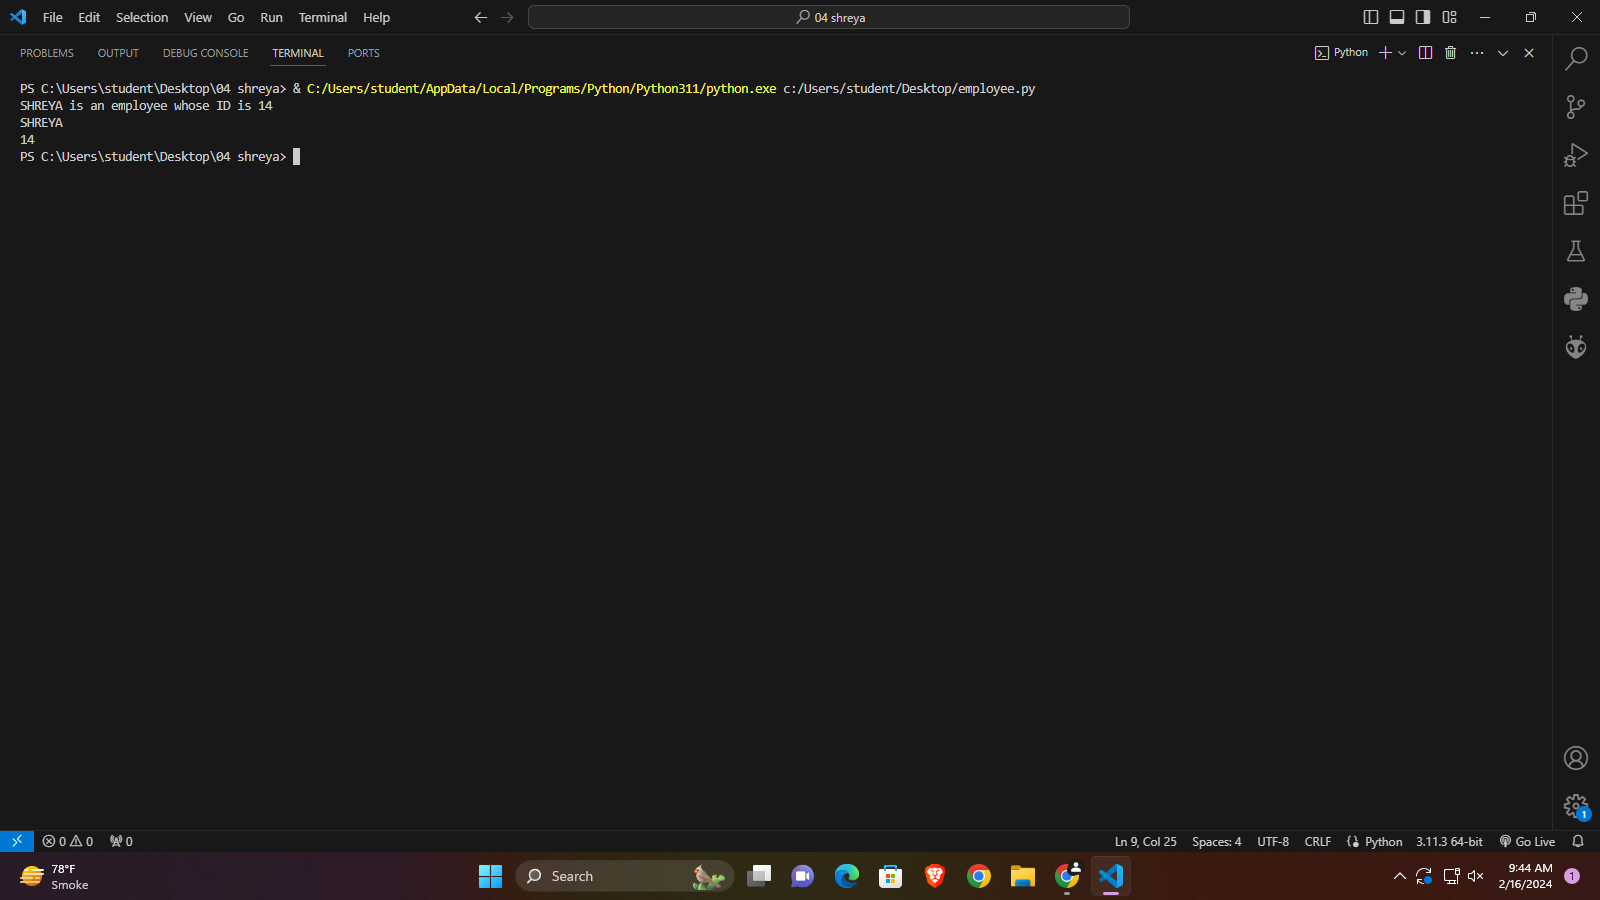 File Edit Selection View Go Run Terminal Help
04 shreya
PROBLEMS OUTPUT DEBUG CONSOLE TERMINAL PORTS
Python
PS C:\Users\student\Desktop\04 shreya> & C:/Users/student/AppData/Local/Programs/Python/Python311/python.exe c:/Users/student/Desktop/employee.py
SHREYA is an employee whose ID is 14
SHREYA
14
PS C:\Users\student\Desktop\04 shreya>
1
0 0 0
Ln 9, Col 25 Spaces: 4 UTF-8 CRLF Python 3.11.3 64-bit Go Live
78°F
Smoke
Search
9:44 AM
2/16/2024
1